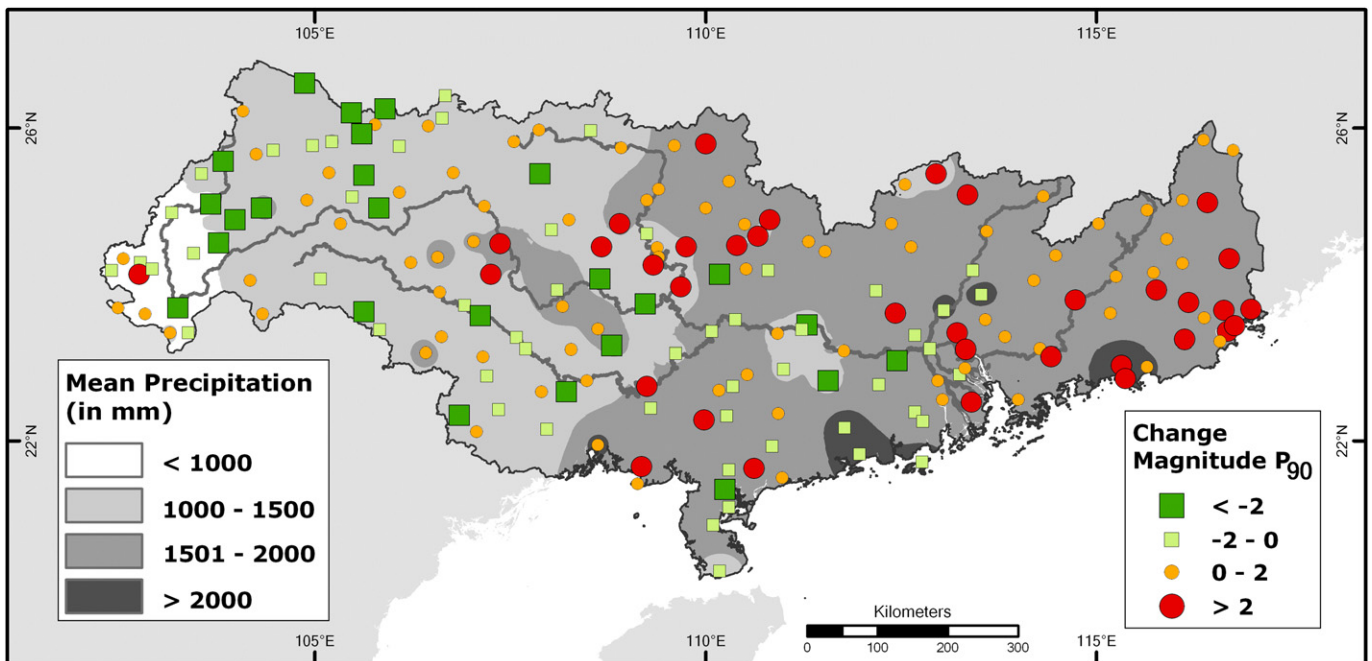 105°E 110°E 115°E
26°N 26°N
22°N 22°N
Mean Precipitation
(in mm)
< 1000
1000 - 1500
1501 - 2000
> 2000
Change
Magnitude P90
< -2
-2 - 0
0 - 2
> 2
Kilometers
0 100 200 300
105°E 110°E 115°E